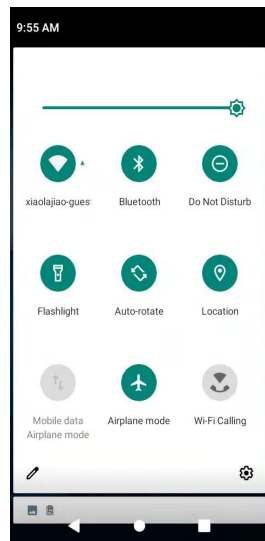 9:55 AM
xiaolajiao-gues
Bluetooth
Do Not Disturb
Flashlight
Auto-rotate
Location
Mobile data
Airplane mode
Airplane mode
Wi-Fi Calling